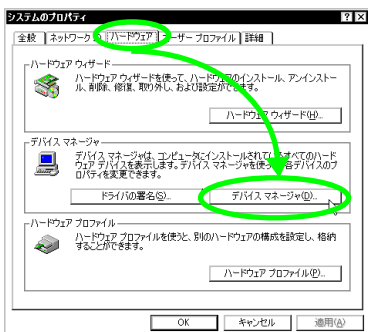 システムのプロパティ
全般 ネットワーク ID ハードウェア ユーザー プロファイル 詳細
ハードウェア ウィザード
ハードウェア ウィザードを使って、ハードウェアのインストール、アンインストー
ル、削除、修復、取り外し、および設定ができます。
ハードウェア ウィザード(H)...
デバイス マネージャ
デバイス マネージャは、コンピュータにインストールされているすべてのハード
ウェア デバイスを表示します。デバイス マネージャを使って、各デバイスのプ
ロパティを変更できます。
ドライバの署名(S)... デバイス マネージャ(D)...
ハードウェア プロファイル
ハードウェア プロファイルを使うと、別のハードウェアの構成を設定し、格納
することができます。
ハードウェア プロファイル(P)...
OK キャンセル 適用(A)